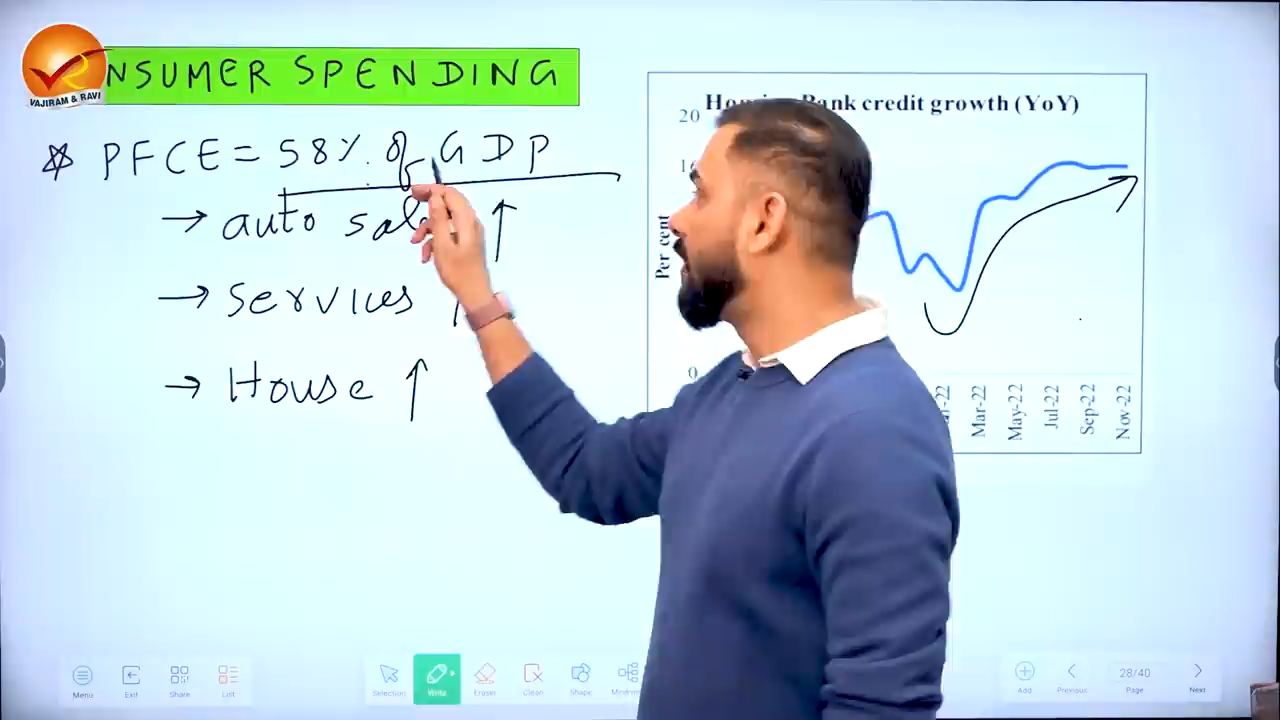 NSUMER SPENDING
VAJIRAM & RAVI
PFCE = 58% of GDP
→ auto sal ↑
→ Services ↑
→ House ↑
Bank credit growth (YoY)
20
Per cent
0
Mar-22
May-22
Jul-22
Sep-22
Nov-22
Menu
Exit
Share
List
Selection
Write
Eraser
Clean
Shape
Add
Previous
28/40
Page
Next